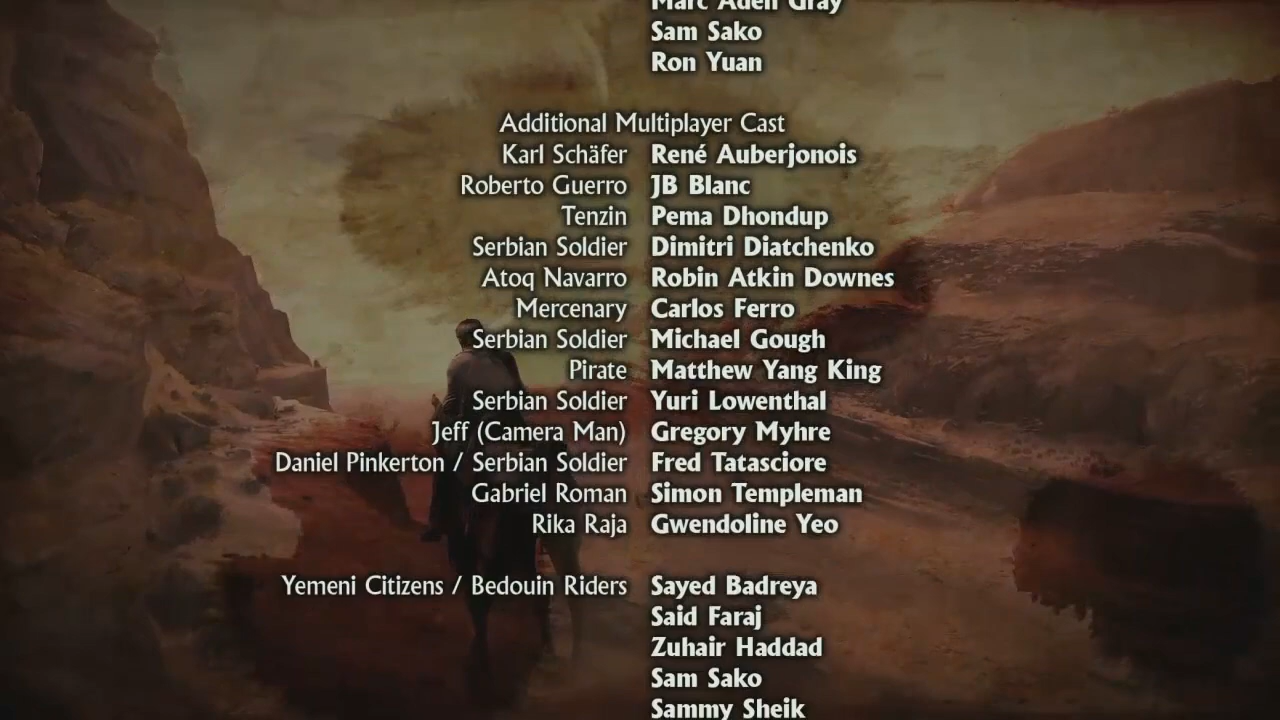 Marc Aden Gray
Sam Sako
Ron Yuan
Additional Multiplayer Cast
Karl Schäfer René Auberjonois
Roberto Guerro JB Blanc
Tenzin Pema Dhondup
Serbian Soldier Dimitri Diatchenko
Atoq Navarro Robin Atkin Downes
Mercenary Carlos Ferro
Serbian Soldier Michael Gough
Pirate Matthew Yang King
Serbian Soldier Yuri Lowenthal
Jeff (Camera Man) Gregory Myhre
Daniel Pinkerton / Serbian Soldier Fred Tatasciore
Gabriel Roman Simon Templeman
Rika Raja Gwendoline Yeo
Yemeni Citizens / Bedouin Riders Sayed Badreya
Said Faraj
Zuhair Haddad
Sam Sako
Sammy Sheik